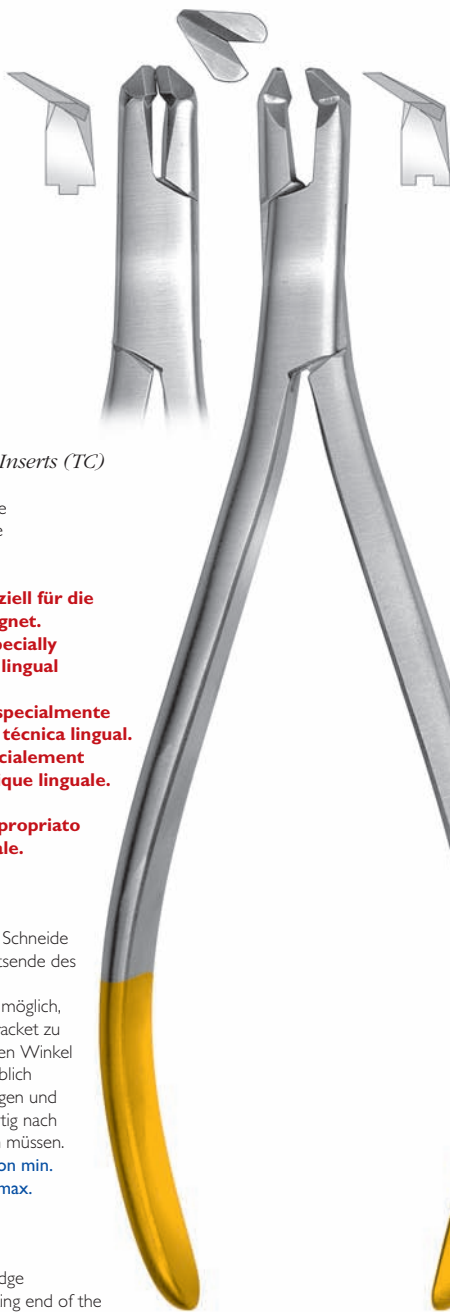 Inserts (TC)
e
e
ziell für die
gnet.
pecially
lingual
specialmente
técnica lingual.
cialement
ique linguale.
propriato
ale.
Schneide
tsende des
möglich,
racket zu
en Winkel
blich
gen und
tig nach
n müssen.
on min.
max.
dge
ing end of the